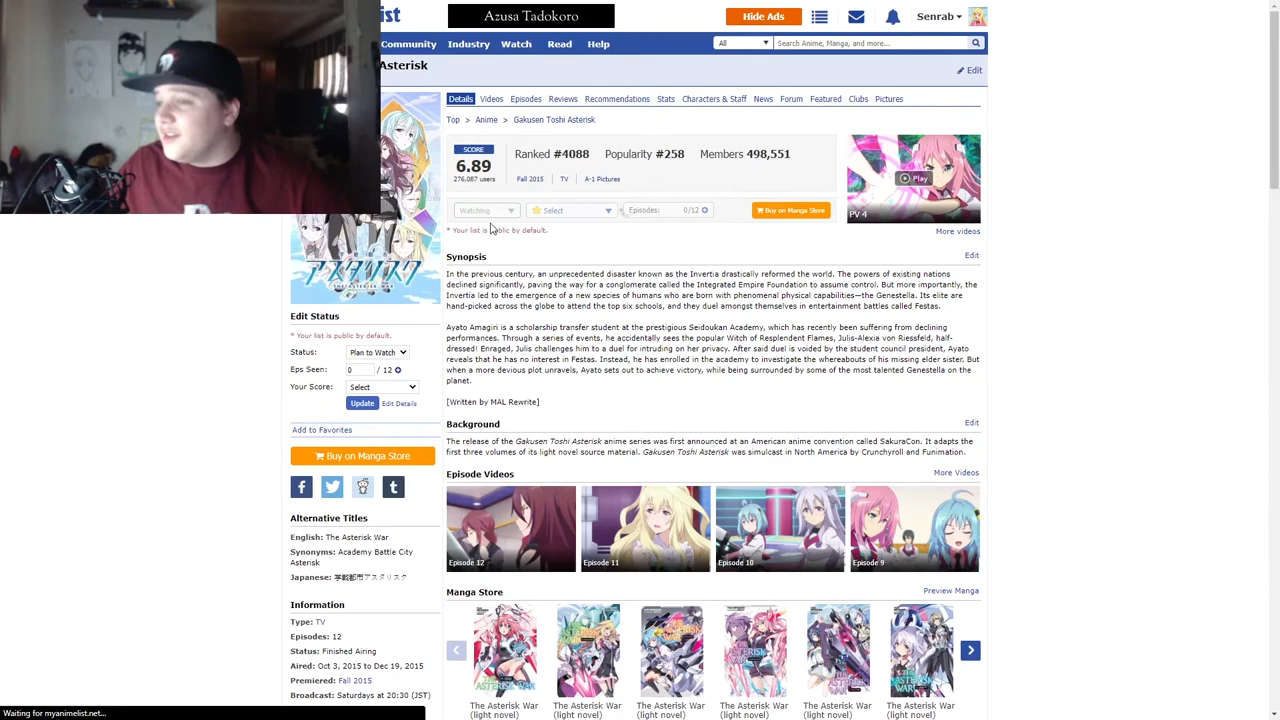 ist
Azusa Tadokoro
Hide Ads
Senrab
Community Industry Watch Read Help
All
Search Anime, Manga, and more...
Asterisk
Edit
Details Videos Episodes Reviews Recommendations Stats Characters & Staff News Forum Featured Clubs Pictures
Top > Anime > Gakusen Toshi Asterisk
SCORE
6.89
276,087 users
Ranked #4088 Popularity #258 Members 498,551
Fall 2015 TV A-1 Pictures
Play
PV 4
Watching
Select
Episodes: 0/12
Buy on Manga Store
* Your list is public by default.
More videos
Synopsis
Edit
In the previous century, an unprecedented disaster known as the Invertia drastically reformed the world. The powers of existing nations
declined significantly, paving the way for a conglomerate called the Integrated Empire Foundation to assume control. But more importantly, the
Invertia led to the emergence of a new species of humans who are born with phenomenal physical capabilities—the Genestella. Its elite are
hand-picked across the globe to attend the top six schools, and they duel amongst themselves in entertainment battles called Festas.
Ayato Amagiri is a scholarship transfer student at the prestigious Seidoukan Academy, which has recently been suffering from declining
performances. Through a series of events, he accidentally sees the popular Witch of Resplendent Flames, Julis-Alexia von Riessfeld, half-
dressed! Enraged, Julis challenges him to a duel for intruding on her privacy. After said duel is voided by the student council president, Ayato
reveals that he has no interest in Festas. Instead, he has enrolled in the academy to investigate the whereabouts of his missing elder sister. But
when a more devious plot unravels, Ayato sets out to achieve victory, while being surrounded by some of the most talented Genestella on the
planet.
[Written by MAL Rewrite]
Background
Edit
The release of the Gakusen Toshi Asterisk anime series was first announced at an American anime convention called SakuraCon. It adapts the
first three volumes of its light novel source material. Gakusen Toshi Asterisk was simulcast in North America by Crunchyroll and Funimation.
Episode Videos
More Videos
Episode 12
Episode 11
Episode 10
Episode 9
Manga Store
Preview Manga
The Asterisk War (light novel)
The Asterisk War (light novel)
The Asterisk War (light novel)
The Asterisk War (light novel)
The Asterisk War (light novel)
The Asterisk War (light novel)
アスタリスク
Edit Status
* Your list is public by default.
Status: Plan to Watch
Eps Seen: 0 / 12
Your Score: Select
Update Edit Details
Add to Favorites
Buy on Manga Store
Alternative Titles
English: The Asterisk War
Synonyms: Academy Battle City
Asterisk
Japanese: 学戦都市アスタリスク
Information
Type: TV
Episodes: 12
Status: Finished Airing
Aired: Oct 3, 2015 to Dec 19, 2015
Premiered: Fall 2015
Broadcast: Saturdays at 20:30 (JST)
Waiting for myanimelist.net...